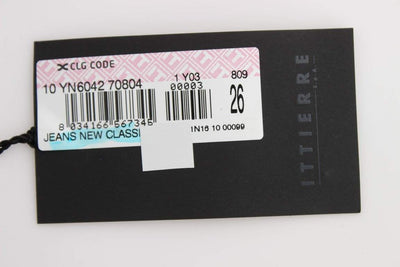 CLG CODE
10 YN6042 70804
1 Y03
809
00003
26
8 034166 567346
JEANS NEW CLASSI
IN16 10 00099
ITTIERRE
S.p.A.